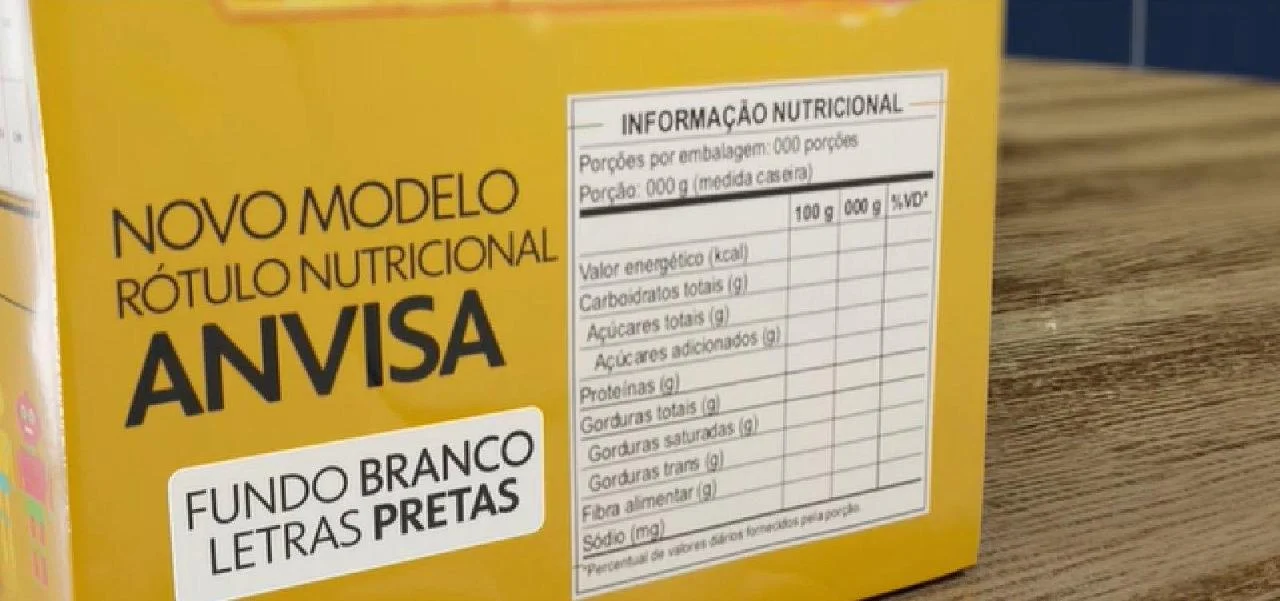 NOVO MODELO
RÓTULO NUTRICIONAL
ANVISA
FUNDO BRANCO
LETRAS PRETAS
INFORMAÇÃO NUTRICIONAL
Porções por embalagem: 000 porções
Porção: 000 g (medida caseira)
100 g 000 g %VD*
Valor energético (kcal)
Carboidratos totais (g)
Açúcares totais (g)
Açúcares adicionados (g)
Proteínas (g)
Gorduras totais (g)
Gorduras saturadas (g)
Gorduras trans (g)
Fibra alimentar (g)
Sódio (mg)
*Percentual de valores diários fornecidos pela porção.